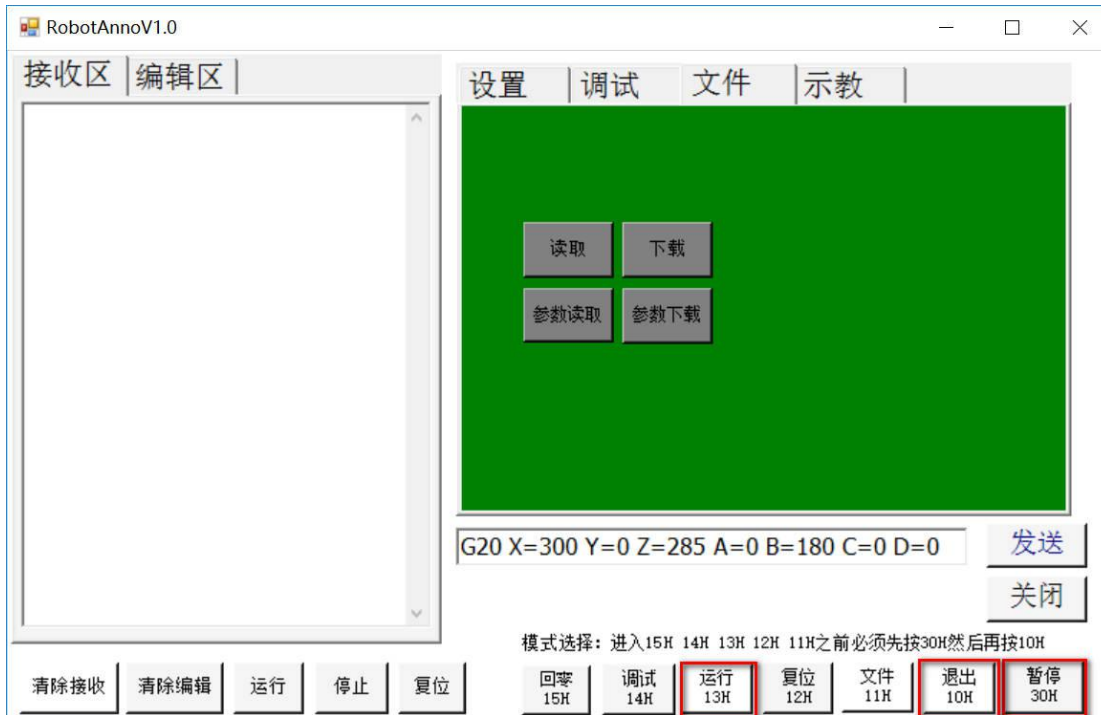 RobotAnnoV1.0
接收区 编辑区
设置 调试 文件 示教
读取 下载
参数读取 参数下载
G20 X=300 Y=0 Z=285 A=0 B=180 C=0 D=0 发送
关闭
模式选择：进入15H 14H 13H 12H 11H之前必须先按30H然后再按10H
清除接收 清除编辑 运行 停止 复位
回零 调试 运行 复位 文件 退出 暂停
15H 14H 13H 12H 11H 10H 30H